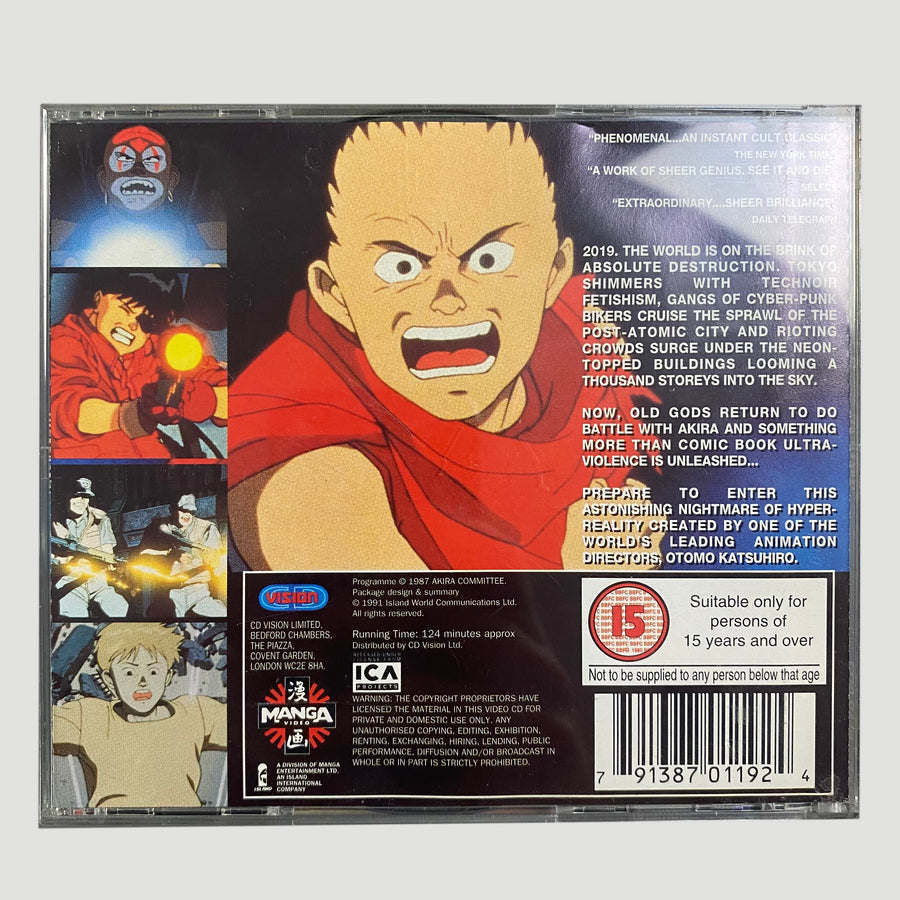 "PHENOMENAL...AN INSTANT CULT CLASSIC"
THE NEW YORK TIMES
"A WORK OF SHEER GENIUS. SEE IT AND DIE"
SELECT
"EXTRAORDINARY....SHEER BRILLIANCE"
DAILY TELEGRAPH
2019. THE WORLD IS ON THE BRINK OF
ABSOLUTE DESTRUCTION. TOKYO
SHIMMERS WITH TECHNOIR
FETISHISM, GANGS OF CYBER-PUNK
BIKERS CRUISE THE SPRAWL OF THE
POST-ATOMIC CITY AND RIOTING
CROWDS SURGE UNDER THE NEON-
TOPPED BUILDINGS LOOMING A
THOUSAND STOREYS INTO THE SKY.
NOW, OLD GODS RETURN TO DO
BATTLE WITH AKIRA AND SOMETHING
MORE THAN COMIC BOOK ULTRA-
VIOLENCE IS UNLEASHED...
PREPARE TO ENTER THIS
ASTONISHING NIGHTMARE OF HYPER-
REALITY CREATED BY ONE OF THE
WORLD'S LEADING ANIMATION
DIRECTORS, OTOMO KATSUHIRO.
CD VISION
CD VISION LIMITED,
BEDFORD CHAMBERS,
THE PIAZZA,
COVENT GARDEN,
LONDON WC2E 8HA.
漫
MANGA
VIDEO
画
A DIVISION OF MANGA
ENTERTAINMENT LTD.
AN ISLAND
INTERNATIONAL
COMPANY
ISLAND
Programme © 1987 AKIRA COMMITTEE.
Package design & summary
© 1991 Island World Communications Ltd.
All rights reserved.
Running Time: 124 minutes approx
Distributed by CD Vision Ltd.
RELEASED UNDER
LICENSE FROM
ICA
PROJECTS
WARNING: THE COPYRIGHT PROPRIETORS HAVE
LICENSED THE MATERIAL IN THIS VIDEO CD FOR
PRIVATE AND DOMESTIC USE ONLY. ANY
UNAUTHORISED COPYING, EDITING, EXHIBITION,
RENTING, EXCHANGING, HIRING, LENDING, PUBLIC
PERFORMANCE, DIFFUSION AND/OR BROADCAST IN
WHOLE OR IN PART IS STRICTLY PROHIBITED.
BBFC
15
1985
Suitable only for
persons of
15 years and over
Not to be supplied to any person below that age
7 91387 01192 4